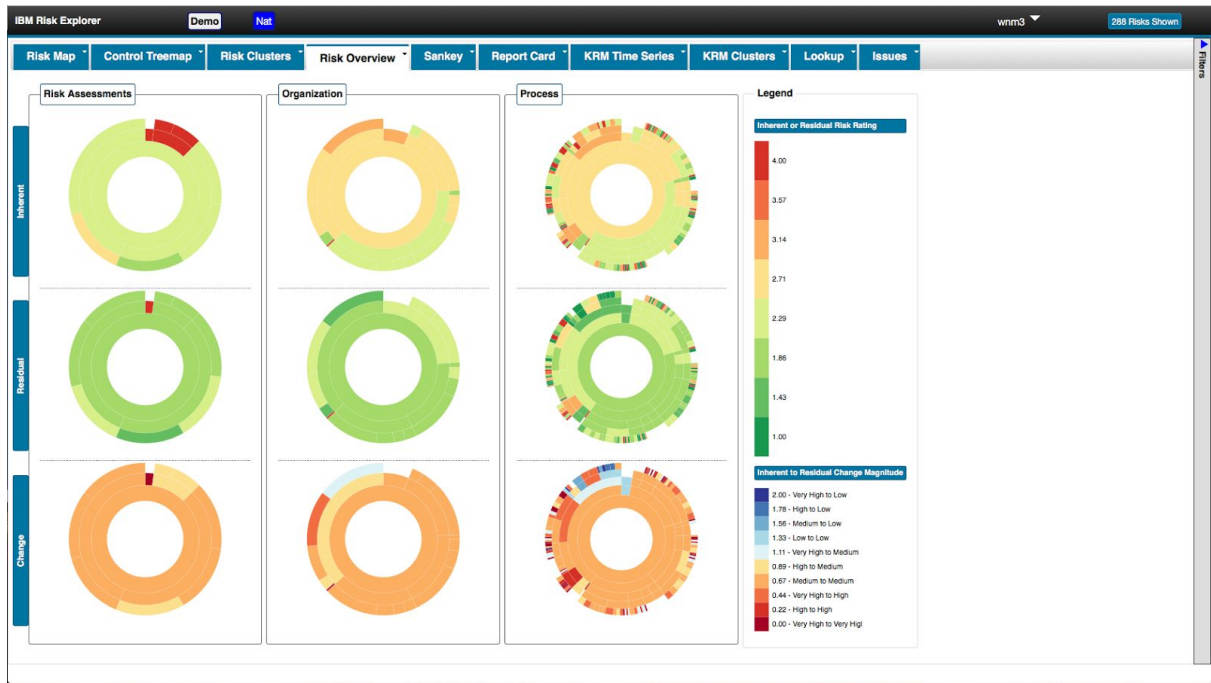 IBM Risk Explorer
Demo
Nat
wnm3
288 Risks Shown
Risk Map
Control Treemap
Risk Clusters
Risk Overview
Sankey
Report Card
KRM Time Series
KRM Clusters
Lookup
Issues
Filters
Risk Assessments
Organization
Process
Legend
Inherent
Residual
Change
Inherent or Residual Risk Rating
4.00
3.57
3.14
2.71
2.29
1.86
1.43
1.00
Inherent to Residual Change Magnitude
2.00 - Very High to Low
1.78 - High to Low
1.56 - Medium to Low
1.33 - Low to Low
1.11 - Very High to Medium
0.89 - High to Medium
0.67 - Medium to Medium
0.44 - Very High to High
0.22 - High to High
0.00 - Very High to Very Higl